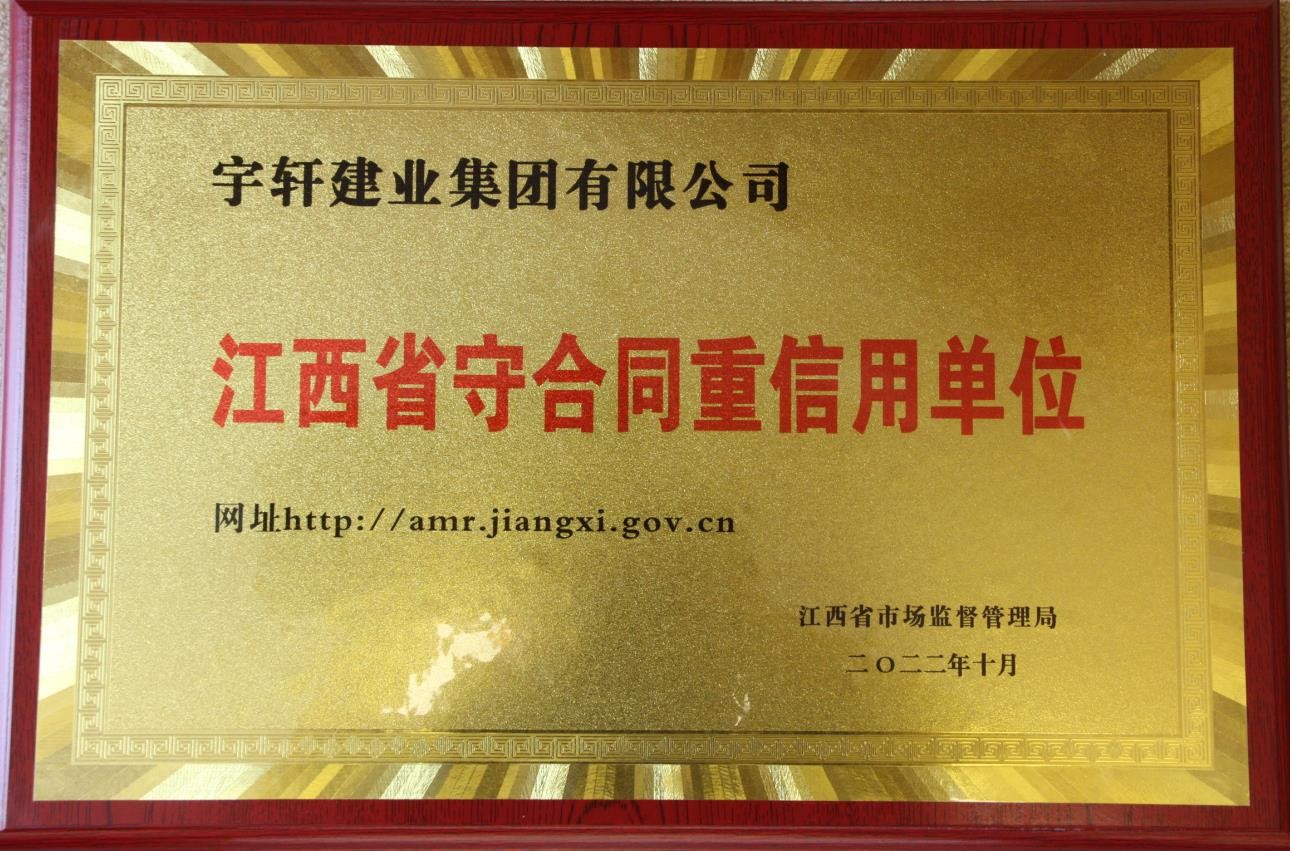 宇轩建业集团有限公司
江西省守合同重信用单位
网址http://amr.jiangxi.gov.cn
江西省市场监督管理局
二〇二二年十月